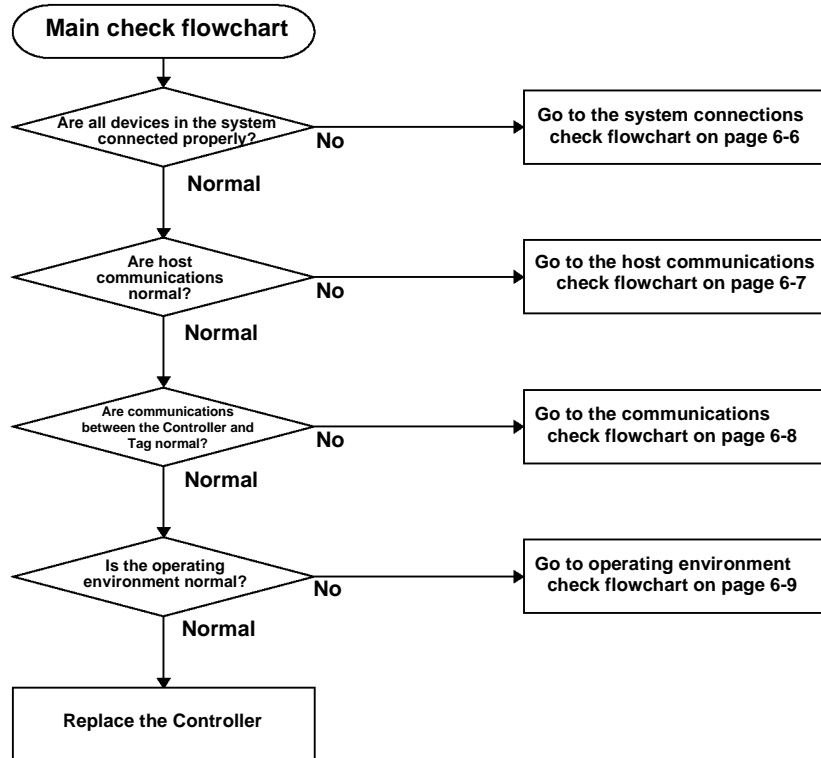 Main check flowchart
Are all devices in the system
connected properly?
No
Go to the system connections
check flowchart on page 6-6
Normal
Are host
communications
normal?
No
Go to the host communications
check flowchart on page 6-7
Normal
Are communications
between the Controller and
Tag normal?
No
Go to the communications
check flowchart on page 6-8
Normal
Is the operating
environment normal?
No
Go to operating environment
check flowchart on page 6-9
Normal
Replace the Controller